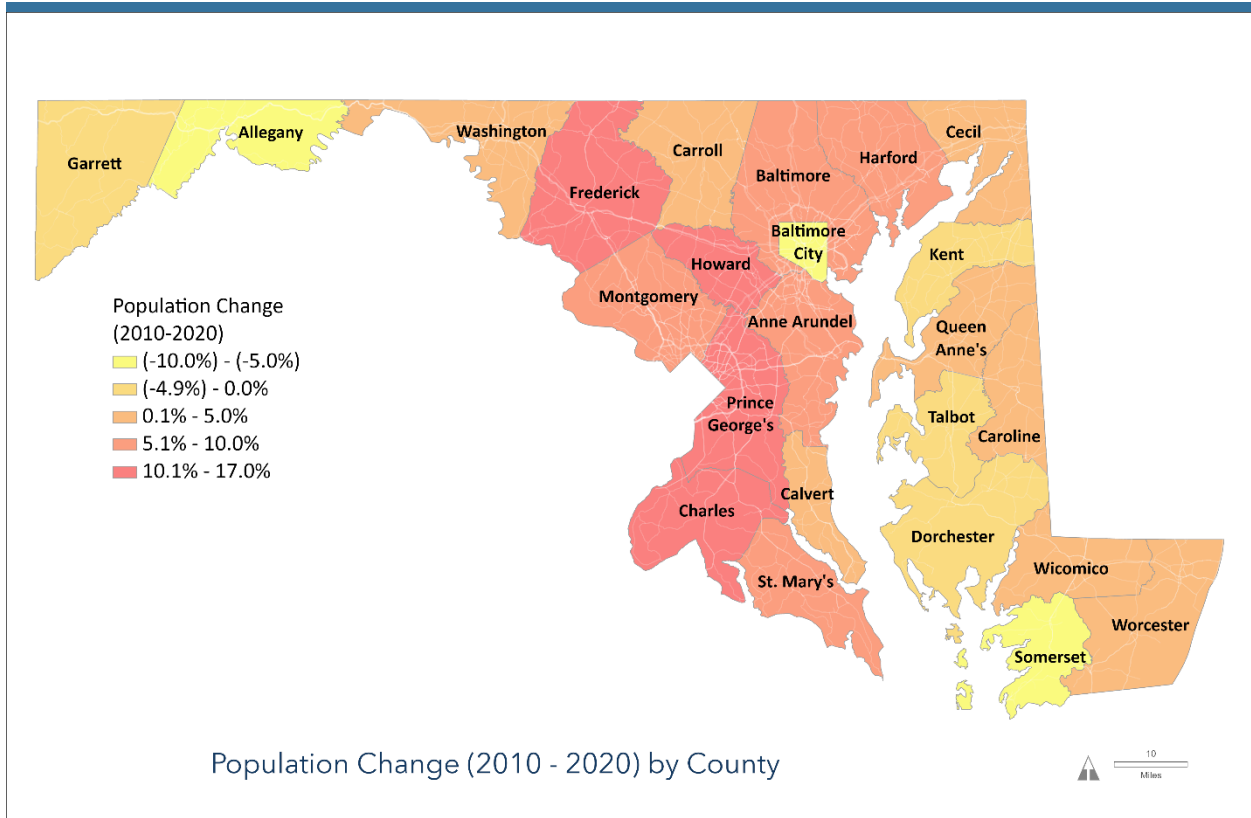 Garrett
Allegany
Washington
Frederick
Carroll
Baltimore
Harford
Cecil
Baltimore
City
Howard
Montgomery
Anne Arundel
Kent
Queen
Anne's
Talbot
Caroline
Prince
George's
Calvert
Charles
St. Mary's
Dorchester
Wicomico
Worcester
Somerset
Population Change
(2010-2020)
(-10.0%) - (-5.0%)
(-4.9%) - 0.0%
0.1% - 5.0%
5.1% - 10.0%
10.1% - 17.0%
Population Change (2010 - 2020) by County
10
Miles